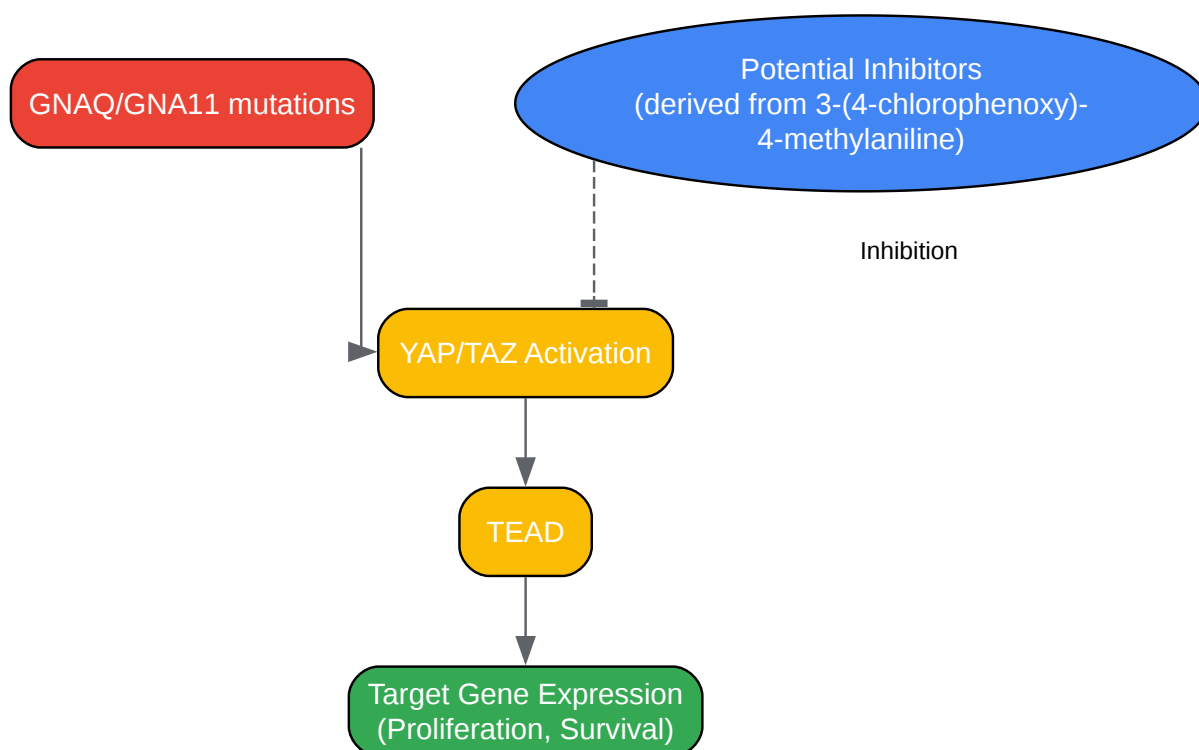 GNAQ/GNA11 mutations
Potential Inhibitors
(derived from 3-(4-chlorophenoxy)-
4-methylaniline)
Inhibition
YAP/TAZ Activation
TEAD
Target Gene Expression
(Proliferation, Survival)